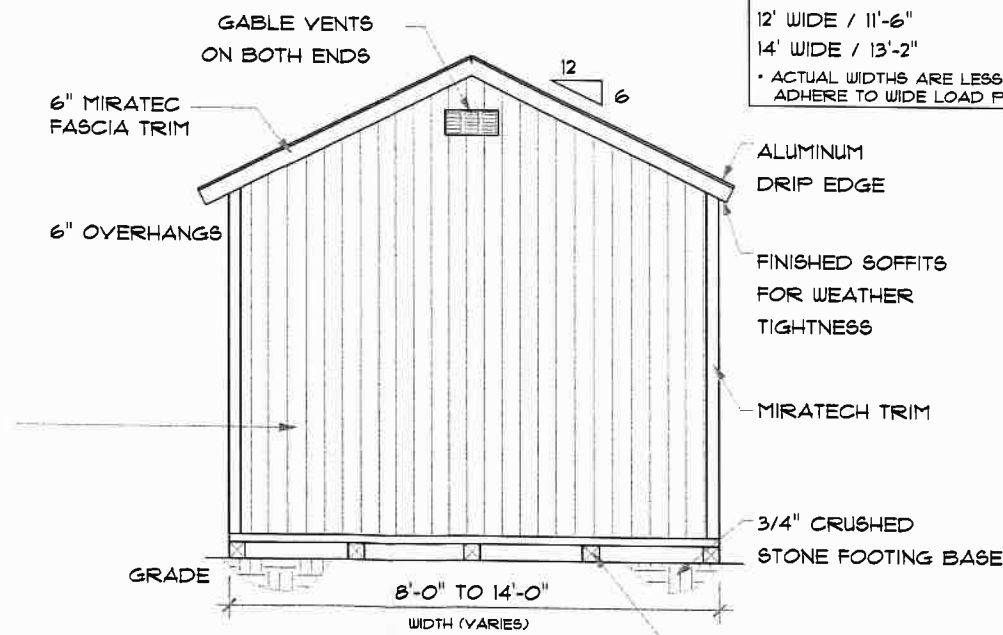 GABLE VENTS
ON BOTH ENDS
12' WIDE / 11'-6"
14' WIDE / 13'-2"
• ACTUAL WIDTHS ARE LESS
ADHERE TO WIDE LOAD P
12
6
6" MIRATEC
FASCIA TRIM
ALUMINUM
DRIP EDGE
6" OVERHANGS
FINISHED SOFFITS
FOR WEATHER
TIGHTNESS
MIRATECH TRIM
3/4" CRUSHED
STONE FOOTING BASE
GRADE
8'-0" TO 14'-0"
WIDTH (VARIES)